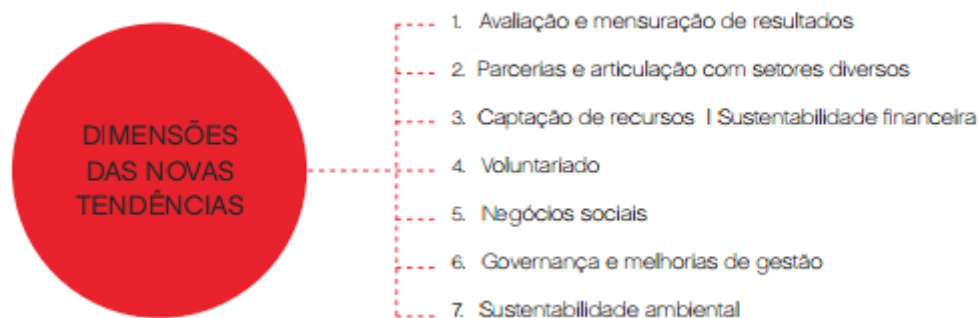 DIMENSÕES
DAS NOVAS
TENDÊNCIAS
1. Avaliação e mensuração de resultados
2. Parcerias e articulação com setores diversos
3. Captação de recursos | Sustentabilidade financeira
4. Voluntariado
5. Negócios sociais
6. Governança e melhorias de gestão
7. Sustentabilidade ambiental